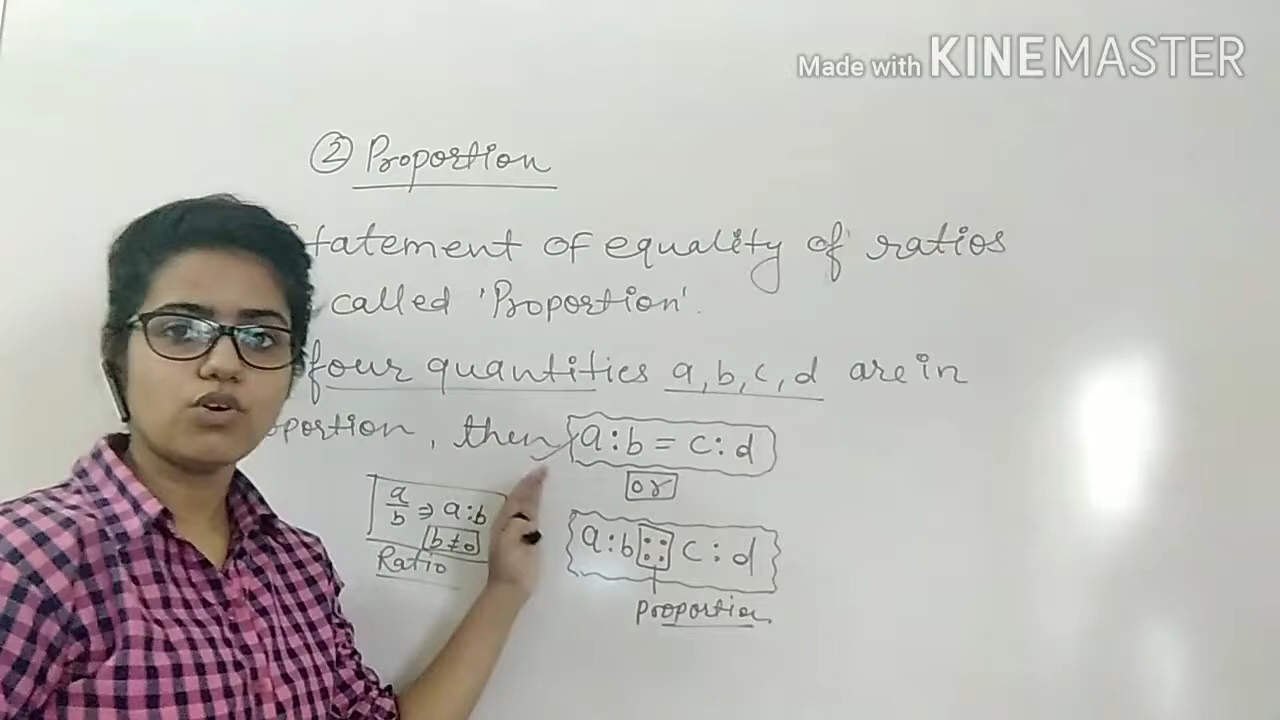 Made with KINEMASTER
② Proportion
tatement of equality of ratios
called 'Proportion'.
four quantities a, b, c, d are in
oportion, then a : b = c : d
or
a/b ⇒ a:b
b ≠ 0
Ratio
a : b :: c : d
proportion